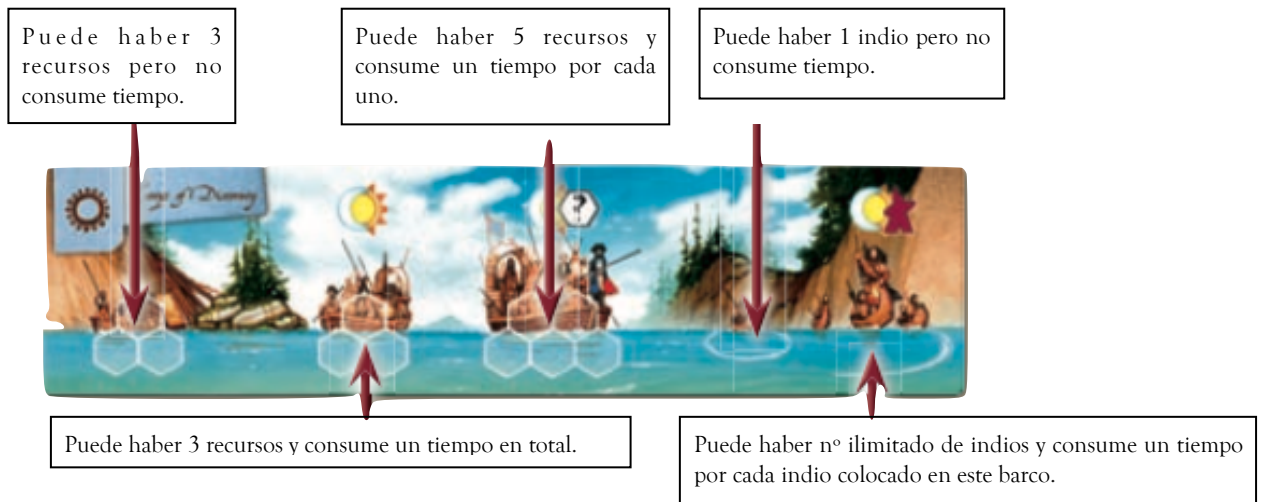 Puede haber 3
recursos pero no
consume tiempo.
Puede haber 5 recursos y
consume un tiempo por cada
uno.
Puede haber 1 indio pero no
consume tiempo.
?
Puede haber 3 recursos y consume un tiempo en total.
Puede haber nº ilimitado de indios y consume un tiempo
por cada indio colocado en este barco.